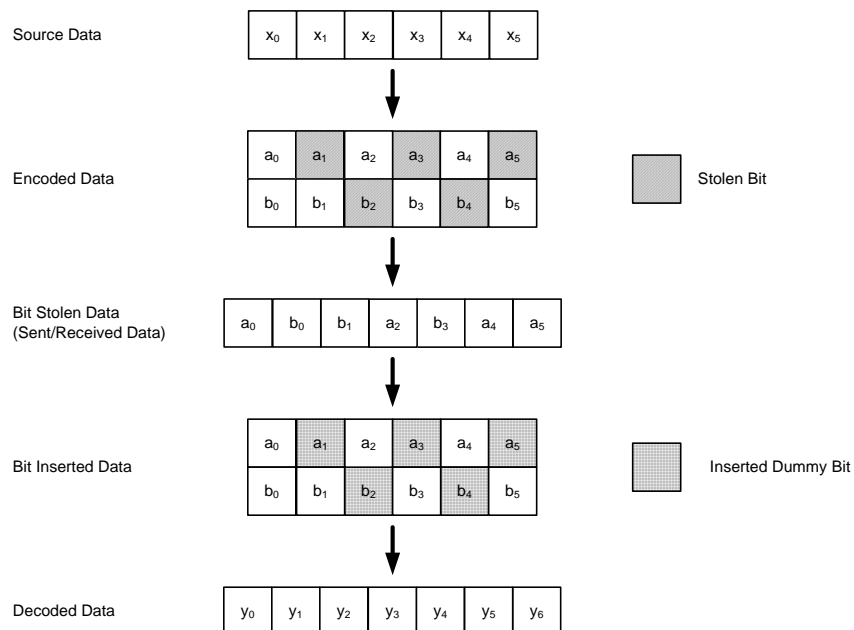 Source Data
x0 x1 x2 x3 x4 x5
Encoded Data
a0 a1 a2 a3 a4 a5
b0 b1 b2 b3 b4 b5
Stolen Bit
Bit Stolen Data
(Sent/Received Data)
a0 b0 b1 a2 b3 a4 a5
Bit Inserted Data
a0 a1 a2 a3 a4 a5
b0 b1 b2 b3 b4 b5
Inserted Dummy Bit
Decoded Data
y0 y1 y2 y3 y4 y5 y6